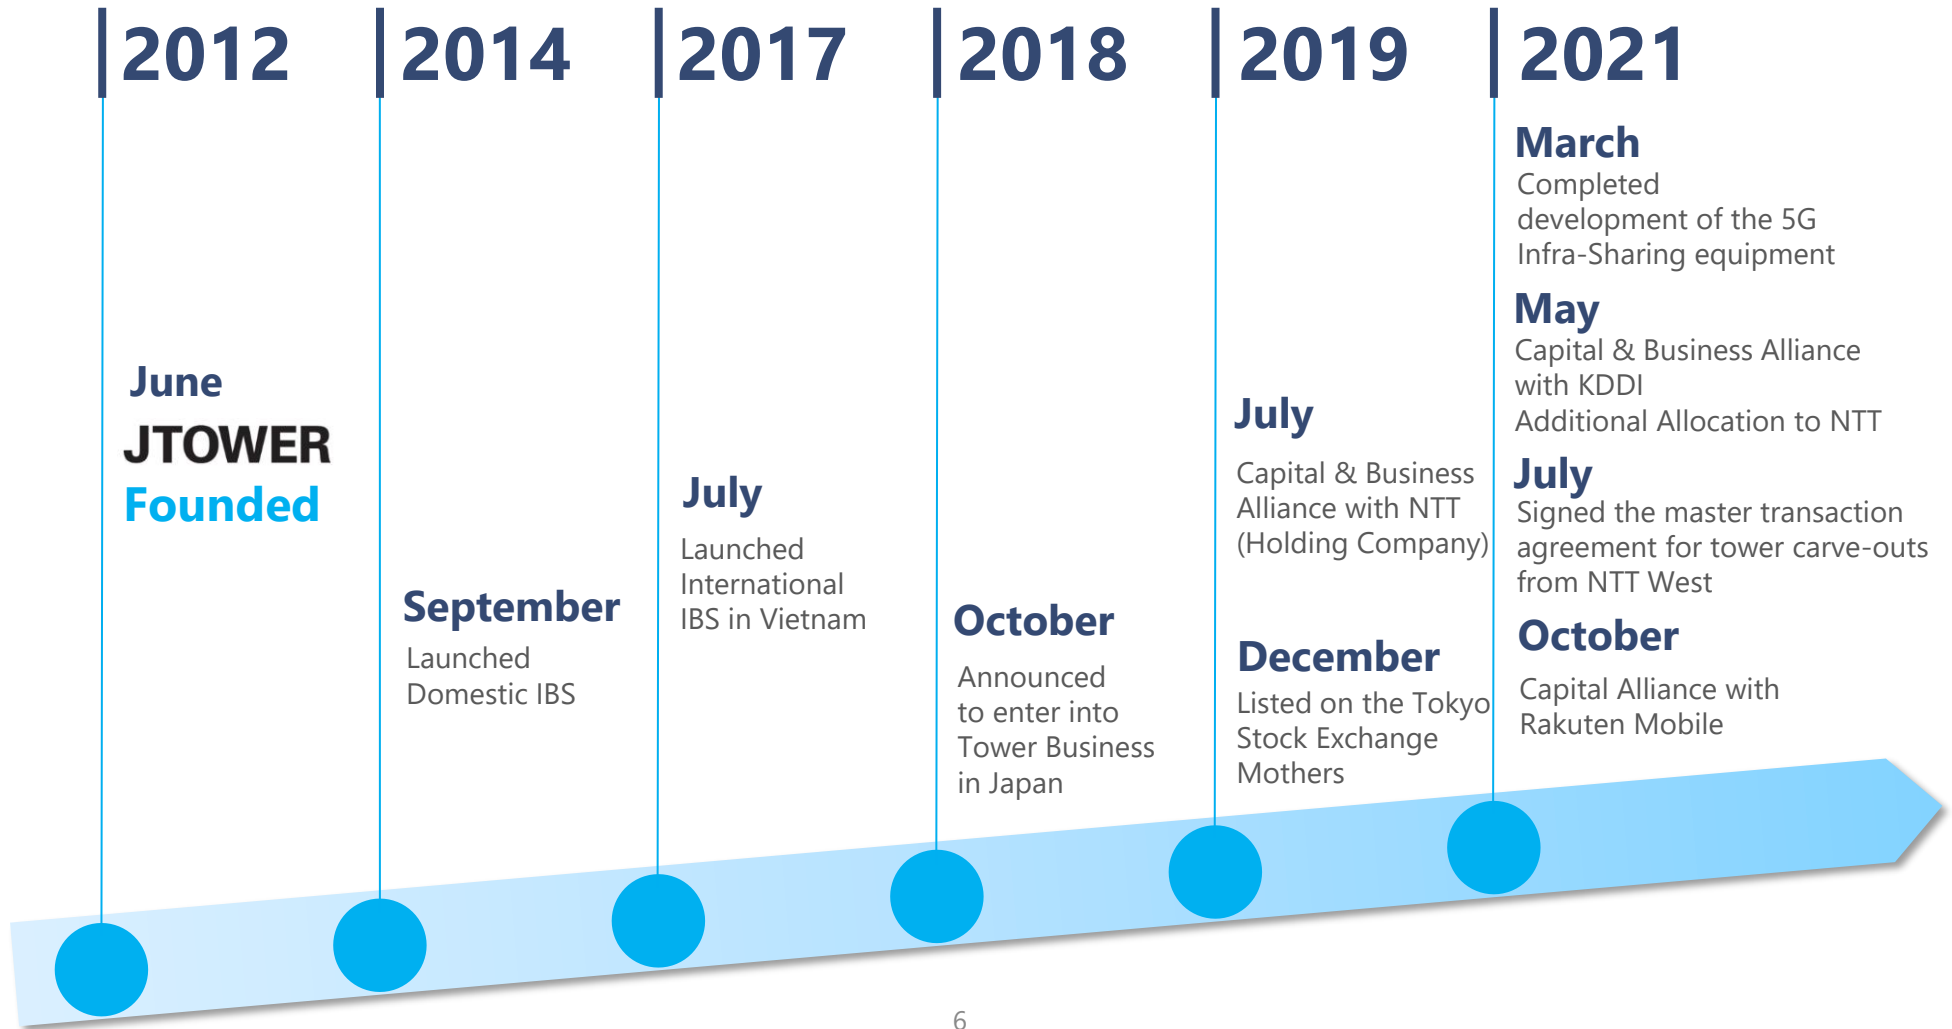 2012
June
JTOWER
Founded
2014
September
Launched
Domestic IBS
2017
July
Launched
International
IBS in Vietnam
2018
October
Announced
to enter into
Tower Business
in Japan
2019
July
Capital & Business
Alliance with NTT
(Holding Company)
December
Listed on the Tokyo
Stock Exchange
Mothers
2021
March
Completed
development of the 5G
Infra-Sharing equipment
May
Capital & Business Alliance
with KDDI
Additional Allocation to NTT
July
Signed the master transaction
agreement for tower carve-outs
from NTT West
October
Capital Alliance with
Rakuten Mobile
6